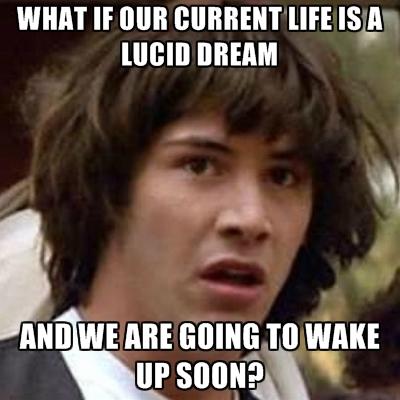 WHAT IF OUR CURRENT LIFE IS A
LUCID DREAM
AND WE ARE GOING TO WAKE
UP SOON?